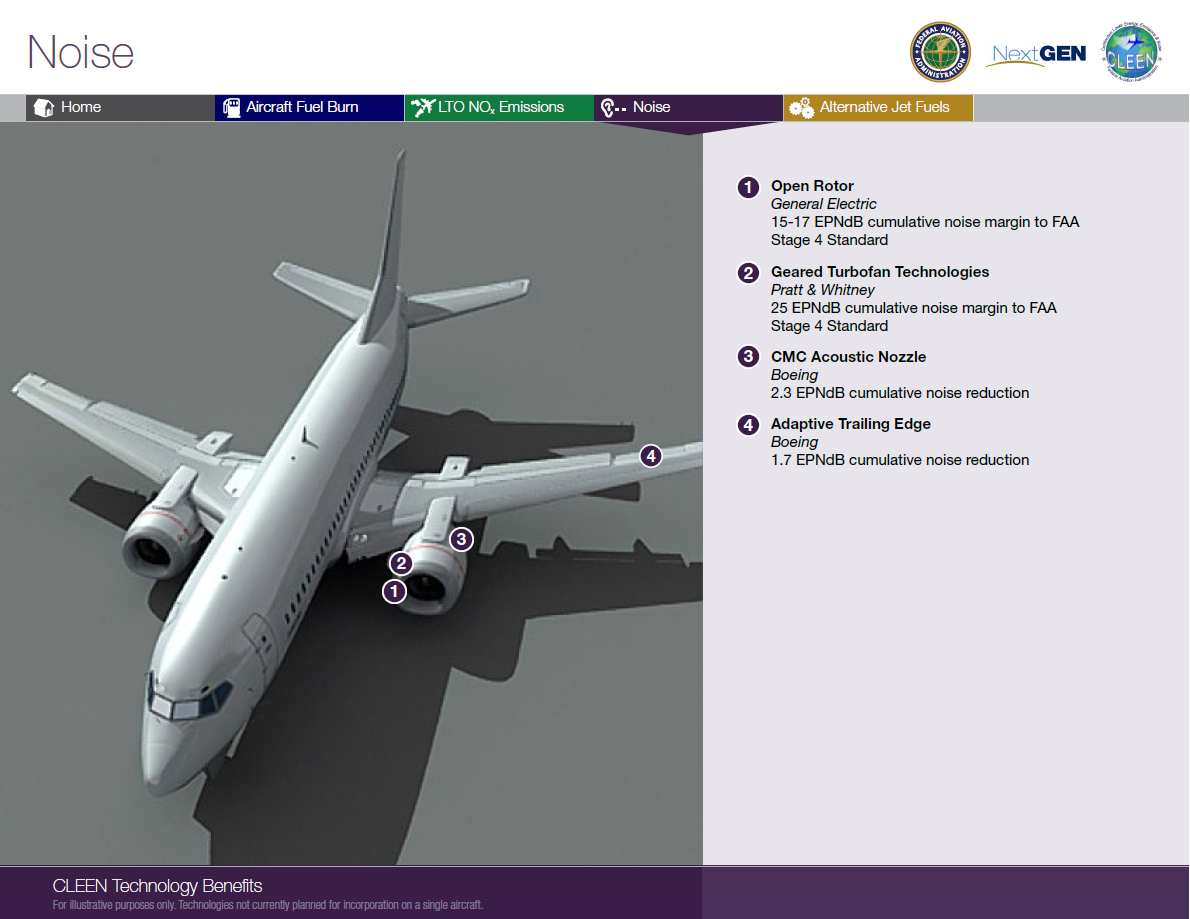 Noise
FEDERAL AVIATION
ADMINISTRATION
NextGEN
CLEEN
Home
Aircraft Fuel Burn
LTO NOx Emissions
Noise
Alternative Jet Fuels
1 Open Rotor
General Electric
15-17 EPNdB cumulative noise margin to FAA
Stage 4 Standard
2 Geared Turbofan Technologies
Pratt & Whitney
25 EPNdB cumulative noise margin to FAA
Stage 4 Standard
3 CMC Acoustic Nozzle
Boeing
2.3 EPNdB cumulative noise reduction
4 Adaptive Trailing Edge
Boeing
1.7 EPNdB cumulative noise reduction
4
3
2
1
CLEEN Technology Benefits
For illustrative purposes only. Technologies not currently planned for incorporation on a single aircraft.